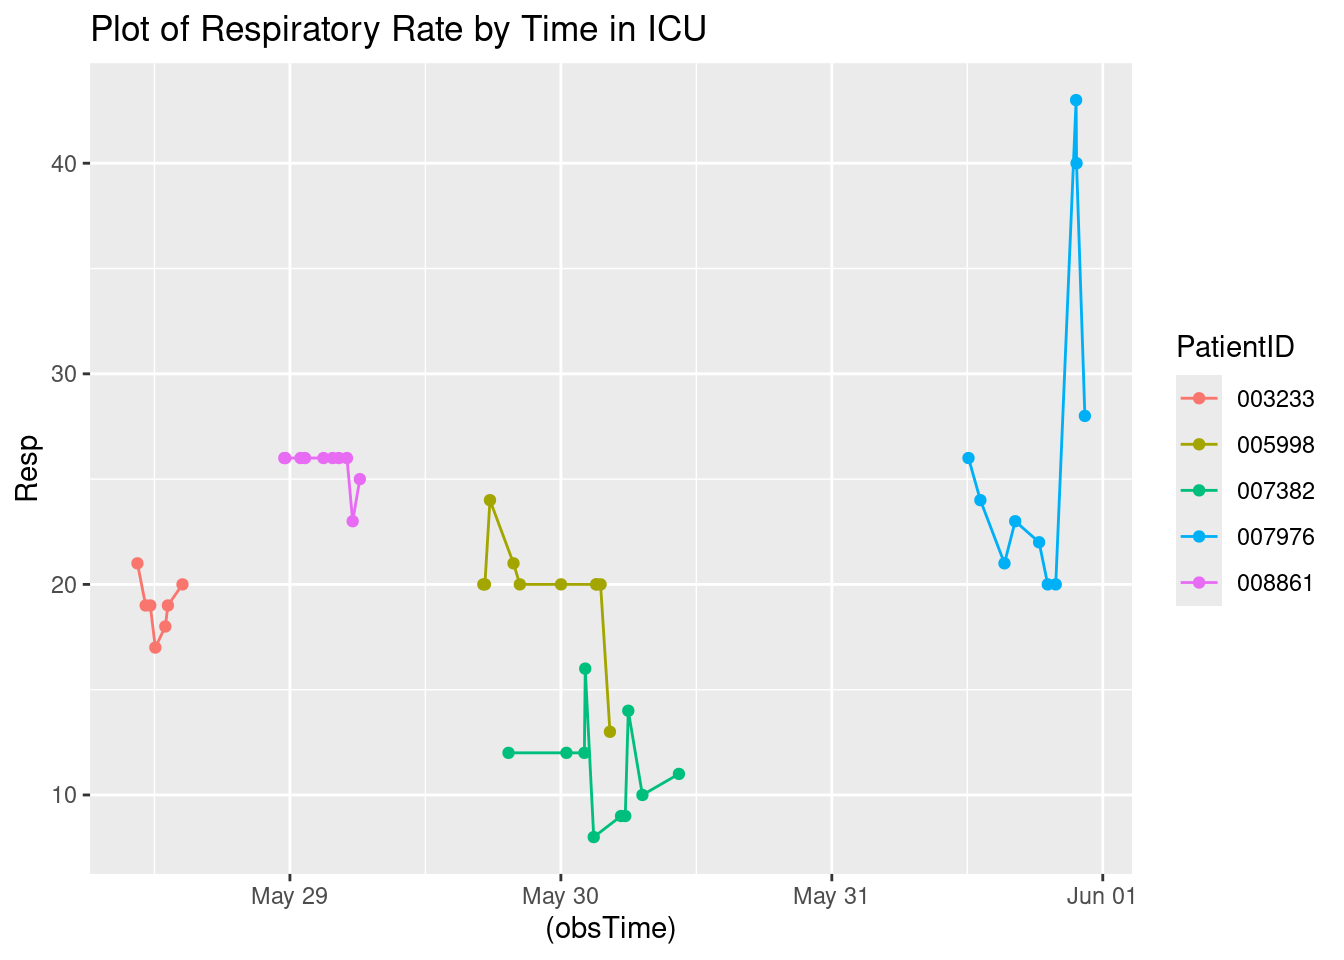 Plot of Respiratory Rate by Time in ICU
Resp
40
30
20
10
May 29
May 30
May 31
Jun 01
(obsTime)
PatientID
003233
005998
007382
007976
008861